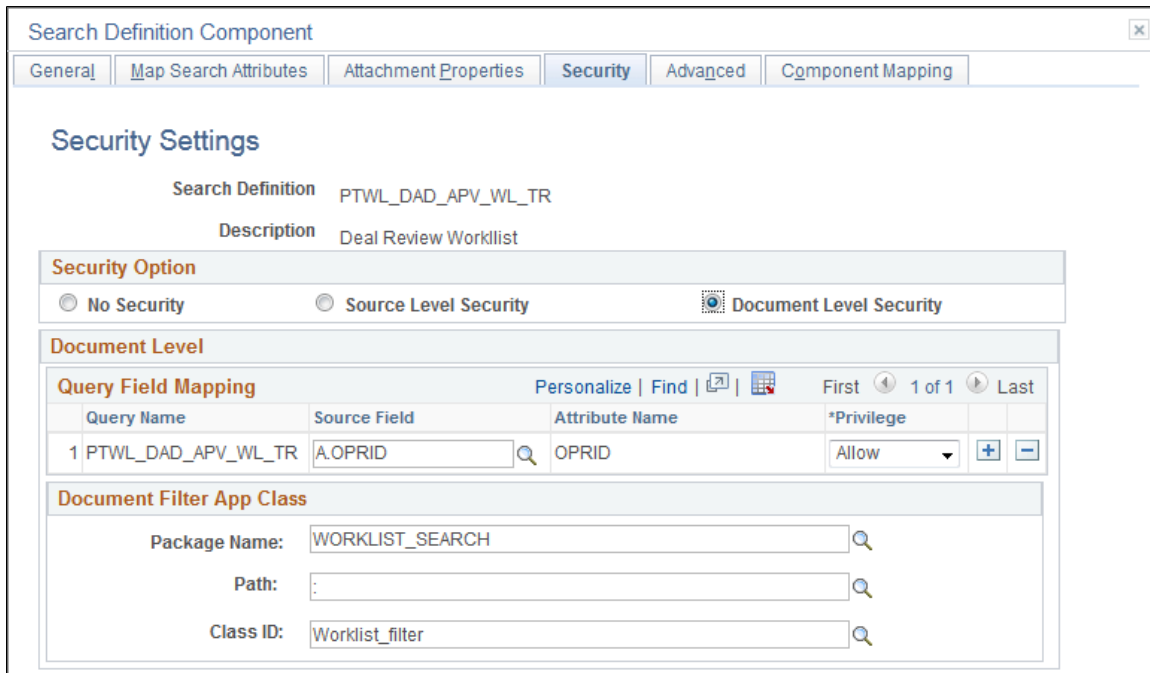 Search Definition Component
General Map Search Attributes Attachment Properties Security Advanced Component Mapping
Security Settings
Search Definition PTWL_DAD_APV_WL_TR
Description Deal Review Workllist
Security Option
No Security Source Level Security Document Level Security
Document Level
Query Field Mapping Personalize | Find | | First 1 of 1 Last
Query Name Source Field Attribute Name *Privilege
1 PTWL_DAD_APV_WL_TR A.OPRID OPRID Allow
Document Filter App Class
Package Name: WORKLIST_SEARCH
Path: :
Class ID: Worklist_filter